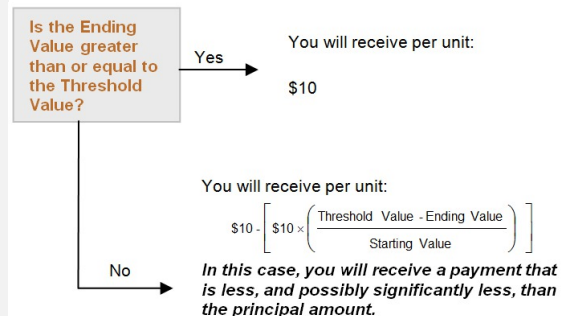 Is the Ending
Value greater
than or equal to
the Threshold
Value?
Yes
You will receive per unit:
$10
You will receive per unit:
$10 - [ $10 × ( Threshold Value - Ending Value / Starting Value ) ]
No
In this case, you will receive a payment that
is less, and possibly significantly less, than
the principal amount.